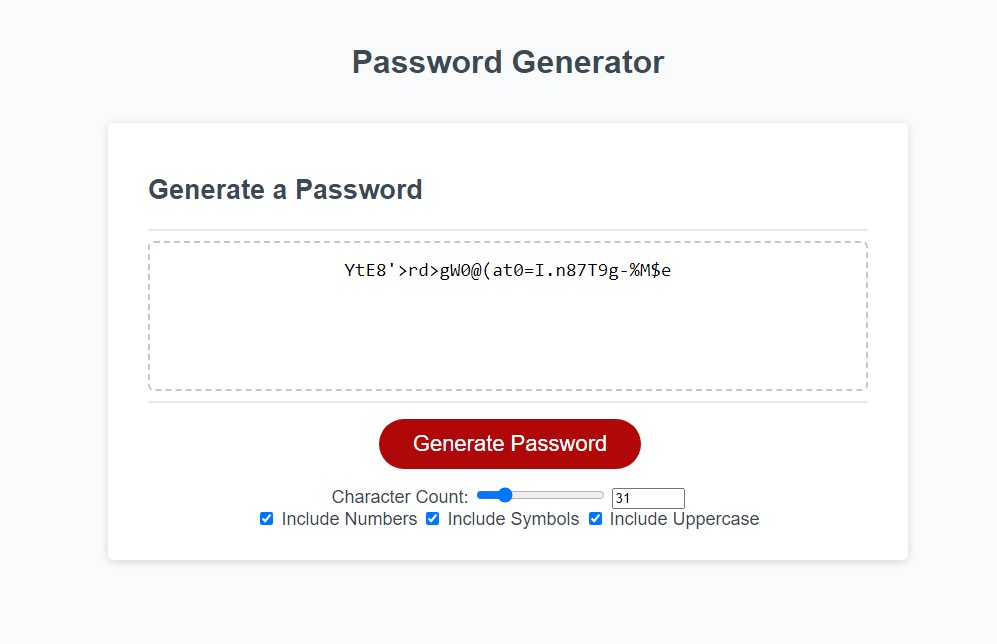 Password Generator
Generate a Password
YtE8'>rd>gW0@(at0=I.n87T9g-%M$e
Generate Password
Character Count: 31
Include Numbers Include Symbols Include Uppercase